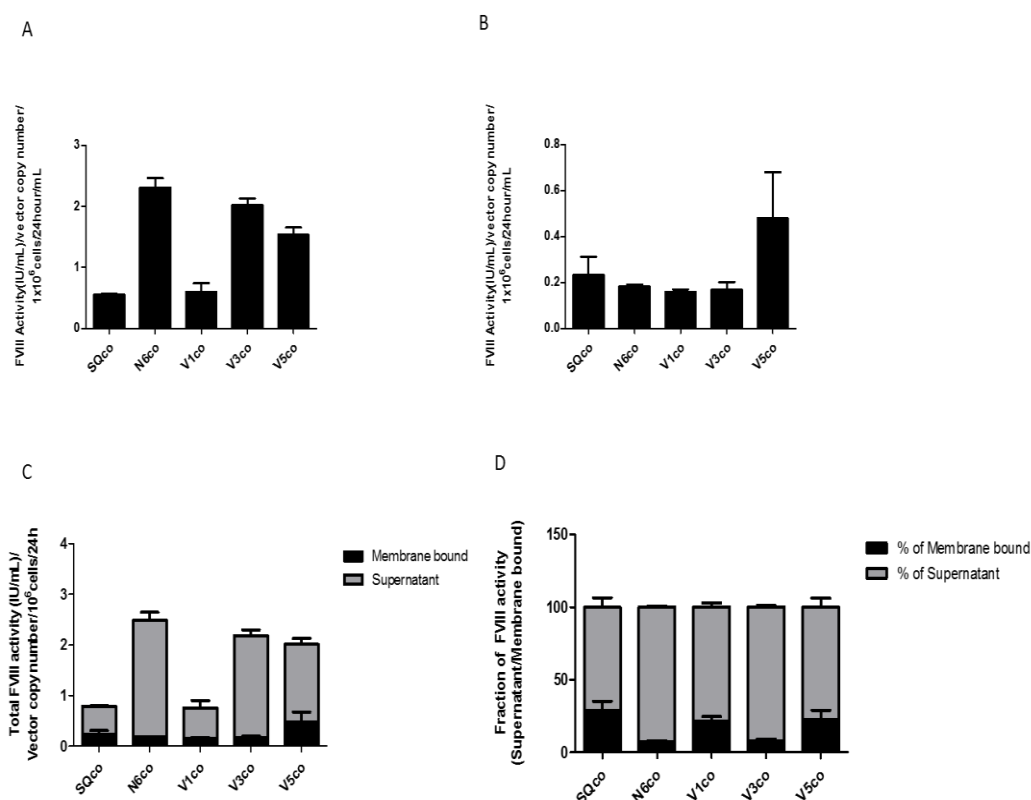 A
FVIII Activity(IU/mL)/vector copy number/
1x10⁶cells/24hour/mL
3
2
1
0
SQco
N6co
V1co
V3co
V5co
B
FVIII Activity(IU/mL)/vector copy number/
1x10⁶cells/24hour/mL
0.8
0.6
0.4
0.2
0.0
SQco
N6co
V1co
V3co
V5co
C
Total FVIII activity (IU/mL)/
Vector copy number/10⁶cells/24h
4
3
2
1
0
SQco
N6co
V1co
V3co
V5co
Membrane bound
Supernatant
D
Fraction of FVIII activity
(Supernatant/Membrane bound)
150
100
50
0
SQco
N6co
V1co
V3co
V5co
% of Membrane bound
% of Supernatant